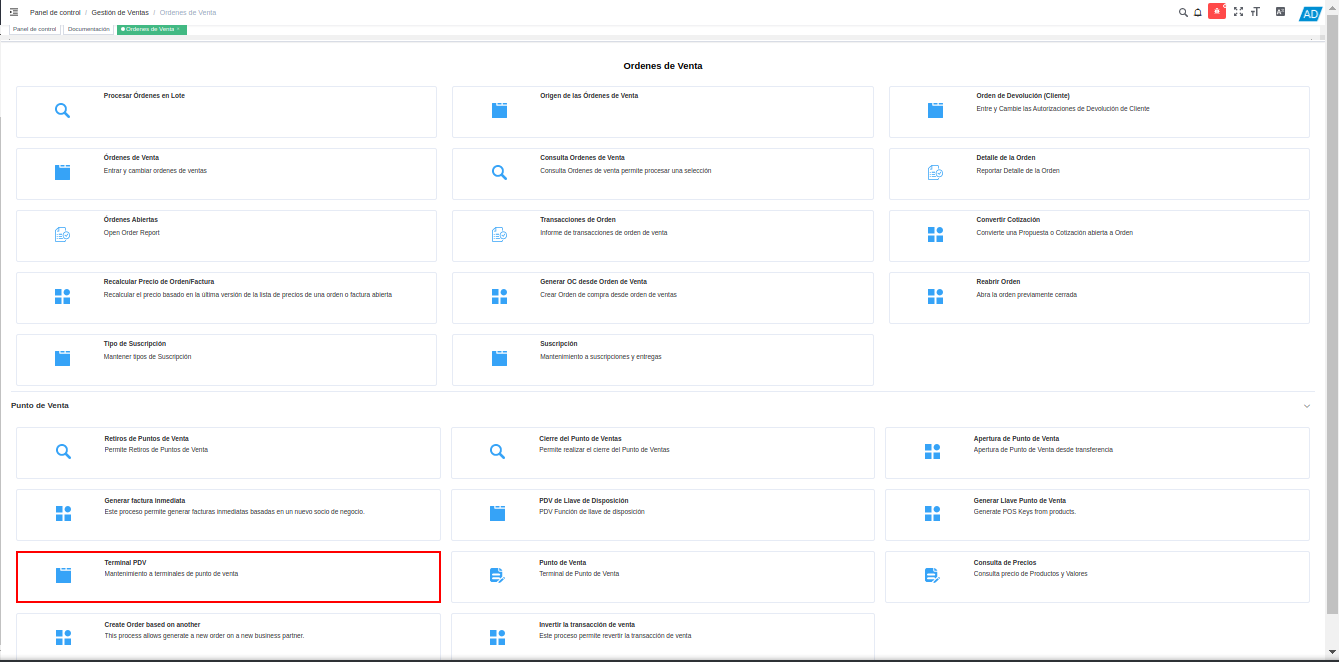 Panel de control / Gestión de Ventas / Ordenes de Venta
AD
Panel de control
Documentación
Ordenes de Venta ×
Ordenes de Venta
Procesar Órdenes en Lote
Origen de las Órdenes de Venta
Orden de Devolución (Cliente)
Entre y Cambie las Autorizaciones de Devolución de Cliente
Órdenes de Venta
Entrar y cambiar ordenes de ventas
Consulta Ordenes de Venta
Consulta Ordenes de venta permite procesar una selección
Detalle de la Orden
Reportar Detalle de la Orden
Órdenes Abiertas
Open Order Report
Transacciones de Orden
Informe de transacciones de orden de venta
Convertir Cotización
Convierte una Propuesta o Cotización abierta a Orden
Recalcular Precio de Orden/Factura
Recalcular el precio basado en la última versión de la lista de precios de una orden o factura abierta
Generar OC desde Orden de Venta
Crear Orden de compra desde orden de ventas
Reabrir Orden
Abra la orden previamente cerrada
Tipo de Suscripción
Mantener tipos de Suscripción
Suscripción
Mantenimiento a suscripciones y entregas
Punto de Venta
Retiros de Puntos de Venta
Permite Retiros de Puntos de Venta
Cierre del Punto de Ventas
Permite realizar el cierre del Punto de Ventas
Apertura de Punto de Venta
Apertura de Punto de Venta desde transferencia
Generar factura inmediata
Este proceso permite generar facturas inmediatas basadas en un nuevo socio de negocio.
PDV de Llave de Disposición
PDV Función de llave de disposición
Generar Llave Punto de Venta
Generate POS Keys from products.
Terminal PDV
Mantenimiento a terminales de punto de venta
Punto de Venta
Terminal de Punto de Venta
Consulta de Precios
Consulta precio de Productos y Valores
Create Order based on another
This process allows generate a new order on a new business partner.
Invertir la transacción de venta
Este proceso permite revertir la transacción de venta